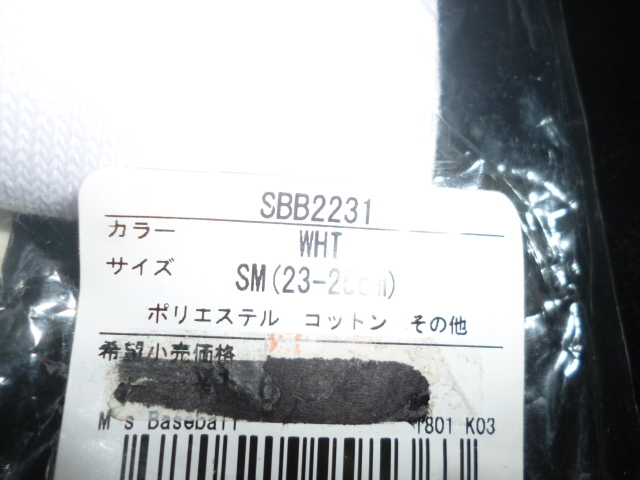 SBB2231
カラー WHT
サイズ SM(23-25cm)
ポリエステル コットン その他
希望小売価格
M's Baseball 1801 K03